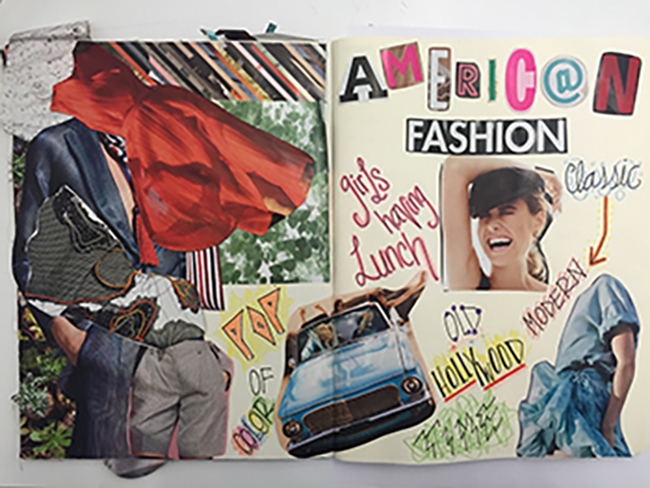 AMERIC@N
FASHION
girls
having
Lunch
Classic
MODERN
POP
OF
COLOR
OLD
HOLLYWOOD